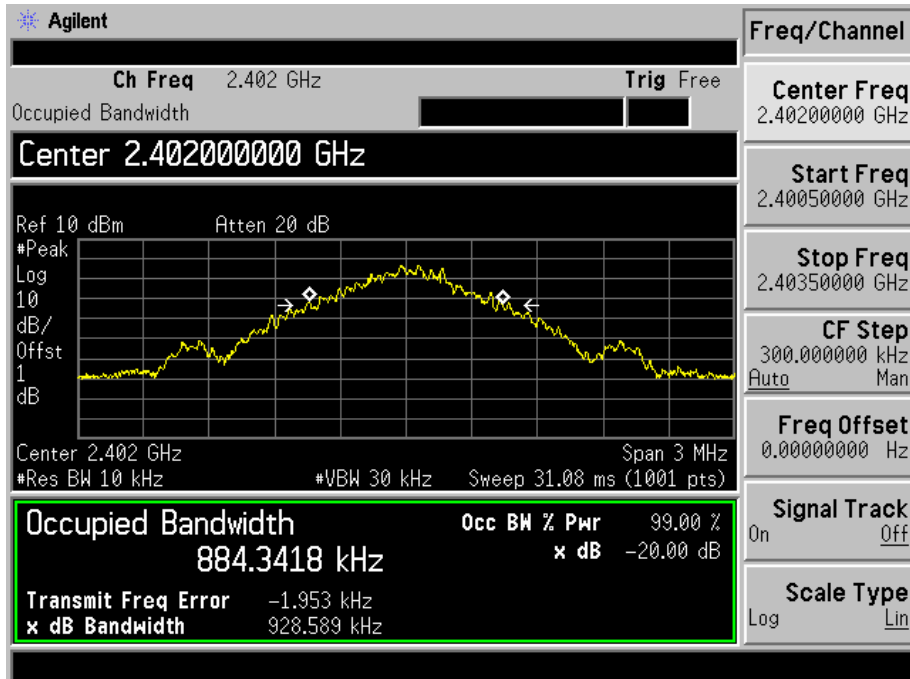 Agilent
Freq/Channel
Ch Freq 2.402 GHz Trig Free
Occupied Bandwidth
Center 2.402000000 GHz
Ref 10 dBm Atten 20 dB
#Peak
Log
10
dB/
Offst
1
dB
Center 2.402 GHz Span 3 MHz
#Res BW 10 kHz #VBW 30 kHz Sweep 31.08 ms (1001 pts)
Occupied Bandwidth
884.3418 kHz
Occ BW % Pwr 99.00 %
x dB -20.00 dB
Transmit Freq Error -1.953 kHz
x dB Bandwidth 928.589 kHz
Center Freq
2.40200000 GHz
Start Freq
2.40050000 GHz
Stop Freq
2.40350000 GHz
CF Step
300.000000 kHz
Auto Man
Freq Offset
0.00000000 Hz
Signal Track
On Off
Scale Type
Log Lin